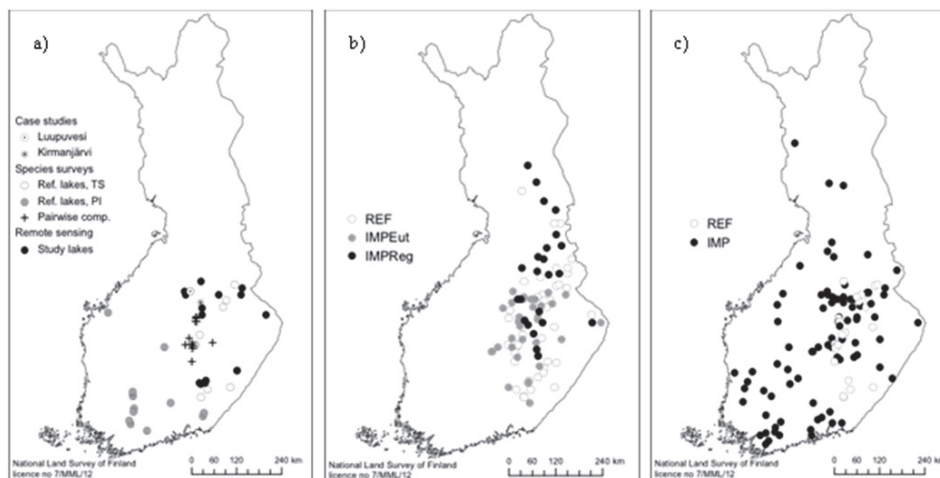 a)
Case studies
Luupuvesi
Kirmanjärvi
Species surveys
Ref. lakes, TS
Ref. lakes, PI
Pairwise comp.
Remote sensing
Study lakes
National Land Survey of Finland
licence no 7/MML/12
0 120 240 km
b)
REF
IMPEut
IMPReg
National Land Survey of Finland
licence no 7/MML/12
0 120 240 km
c)
REF
IMP
National Land Survey of Finland
licence no 7/MML/12
0 120 240 km